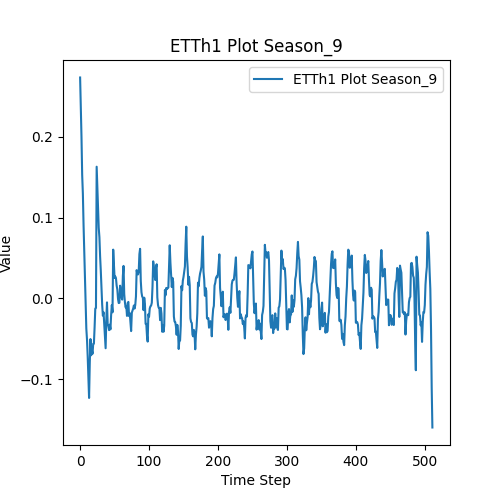 ETTh1 Plot Season_9
ETTh1 Plot Season_9
0.2
0.1
0.0
−0.1
Value
0 100 200 300 400 500
Time Step